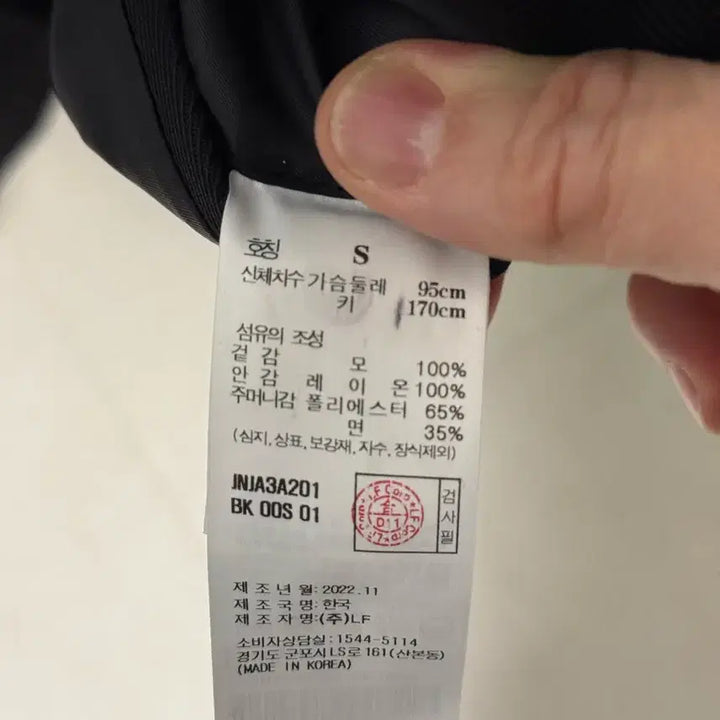 호칭 S
신체치수 가슴둘레 95cm
키 170cm
섬유의 조성
겉감 모 100%
안감 레이온 100%
주머니감 폴리에스터 65%
면 35%
(심지, 상표, 보강재, 자수, 장식제외)
JNJA3A201
BK 00S 01
검사필
제조년월: 2022.11
제조국명: 한국
제조자명: (주)LF
소비자상담실: 1544-5114
경기도 군포시 LS로 161(산본동)
(MADE IN KOREA)